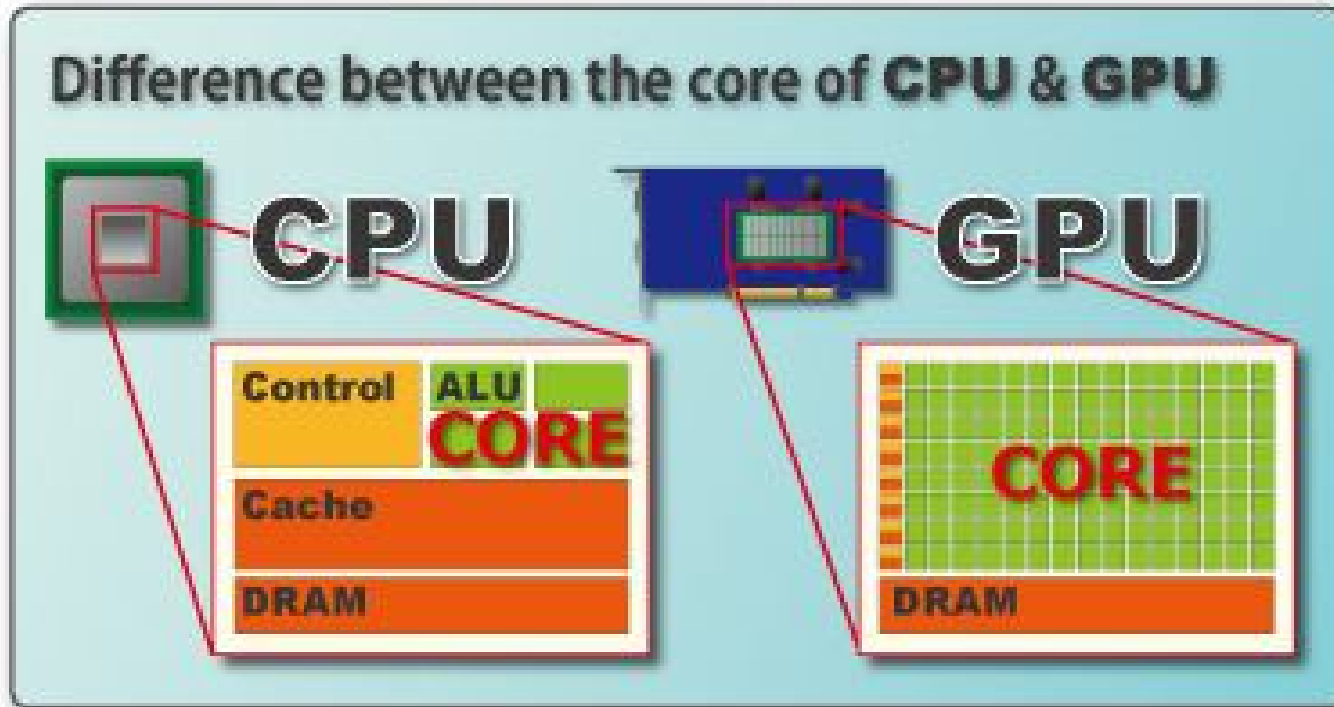 Difference between the core of CPU & GPU
CPU
GPU
Control
ALU
CORE
Cache
DRAM
CORE
DRAM